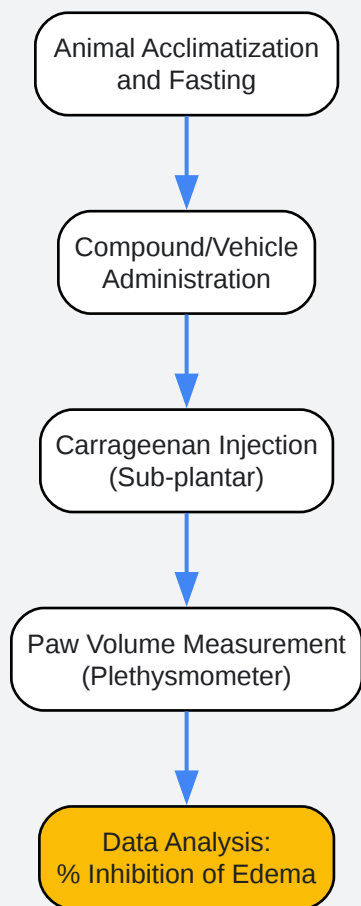 Animal Acclimatization
and Fasting
Compound/Vehicle
Administration
Carrageenan Injection
(Sub-plantar)
Paw Volume Measurement
(Plethysmometer)
Data Analysis:
% Inhibition of Edema